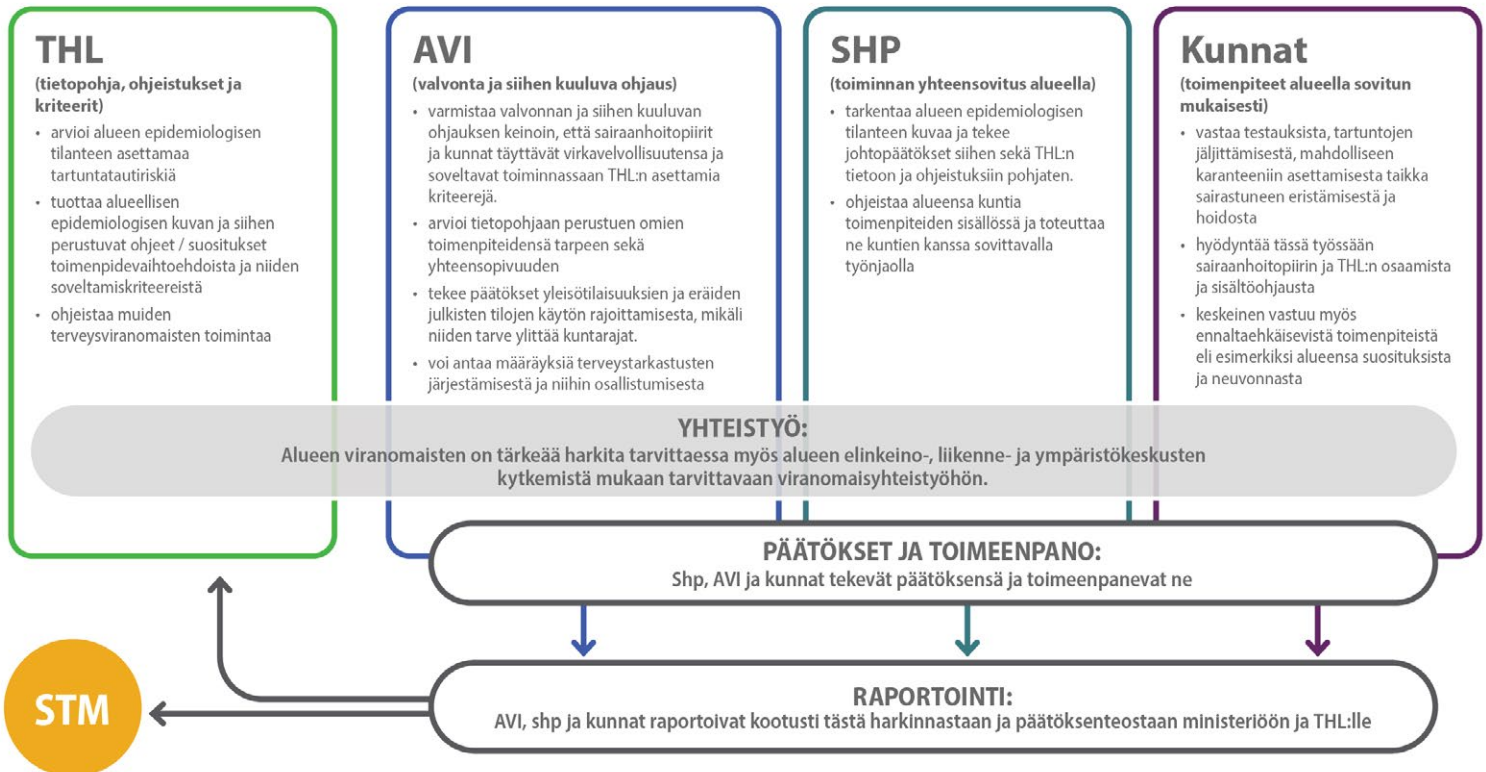 THL
(tietopohja, ohjeistukset ja
kriteerit)
• arvioi alueen epidemiologisen
tilanteen asettamaa
tartuntatautiriskiä
• tuottaa alueellisen
epidemiologisen kuvan ja siihen
perustuvat ohjeet / suositukset
toimenpidevaihtoehdoista ja niiden
soveltamiskriteereistä
• ohjeistaa muiden
terveysviranomaisten toimintaa
AVI
(valvonta ja siihen kuuluva ohjaus)
• varmistaa valvonnan ja siihen kuuluvan
ohjauksen keinoin, että sairaanhoitopiirit
ja kunnat täyttävät virkavelvollisuutensa ja
soveltavat toiminnassaan THL:n asettamia
kriteerejä.
• arvioi tietopohjaan perustuen omien
toimenpiteidensä tarpeen sekä
yhteensopivuuden
• tekee päätökset yleisötilaisuuksien ja eräiden
julkisten tilojen käytön rajoittamisesta, mikäli
niiden tarve ylittää kuntarajat.
• voi antaa määräyksiä terveystarkastusten
järjestämisestä ja niihin osallistumisesta
SHP
(toiminnan yhteensovitus alueella)
• tarkentaa alueen epidemiologisen
tilanteen kuvaa ja tekee
johtopäätökset siihen sekä THL:n
tietoon ja ohjeistuksiin pohjaten.
• ohjeistaa alueensa kuntia
toimenpiteiden sisällössä ja toteuttaa
ne kuntien kanssa sovittavalla
työnjaolla
Kunnat
(toimenpiteet alueella sovitun
mukaisesti)
• vastaa testauksista, tartuntojen
jäljittämisestä, mahdolliseen
karanteeniin asettamisesta taikka
sairastuneen eristämisestä ja
hoidosta
• hyödyntää tässä työssään
sairaanhoitopiirin ja THL:n osaamista
ja sisältöohjausta
• keskeinen vastuu myös
ennaltaehkäisevistä toimenpiteistä
eli esimerkiksi alueensa suosituksista
ja neuvonnasta
YHTEISTYÖ:
Alueen viranomaisten on tärkeää harkita tarvittaessa myös alueen elinkeino-, liikenne- ja ympäristökeskusten
kytkemistä mukaan tarvittavaan viranomaisyhteistyöhön.
PÄÄTÖKSET JA TOIMEENPANO:
Shp, AVI ja kunnat tekevät päätöksensä ja toimeenpanevat ne
STM
RAPORTOINTI:
AVI, shp ja kunnat raportoivat kootusti tästä harkinnastaan ja päätöksenteostaan ministeriöön ja THL:lle